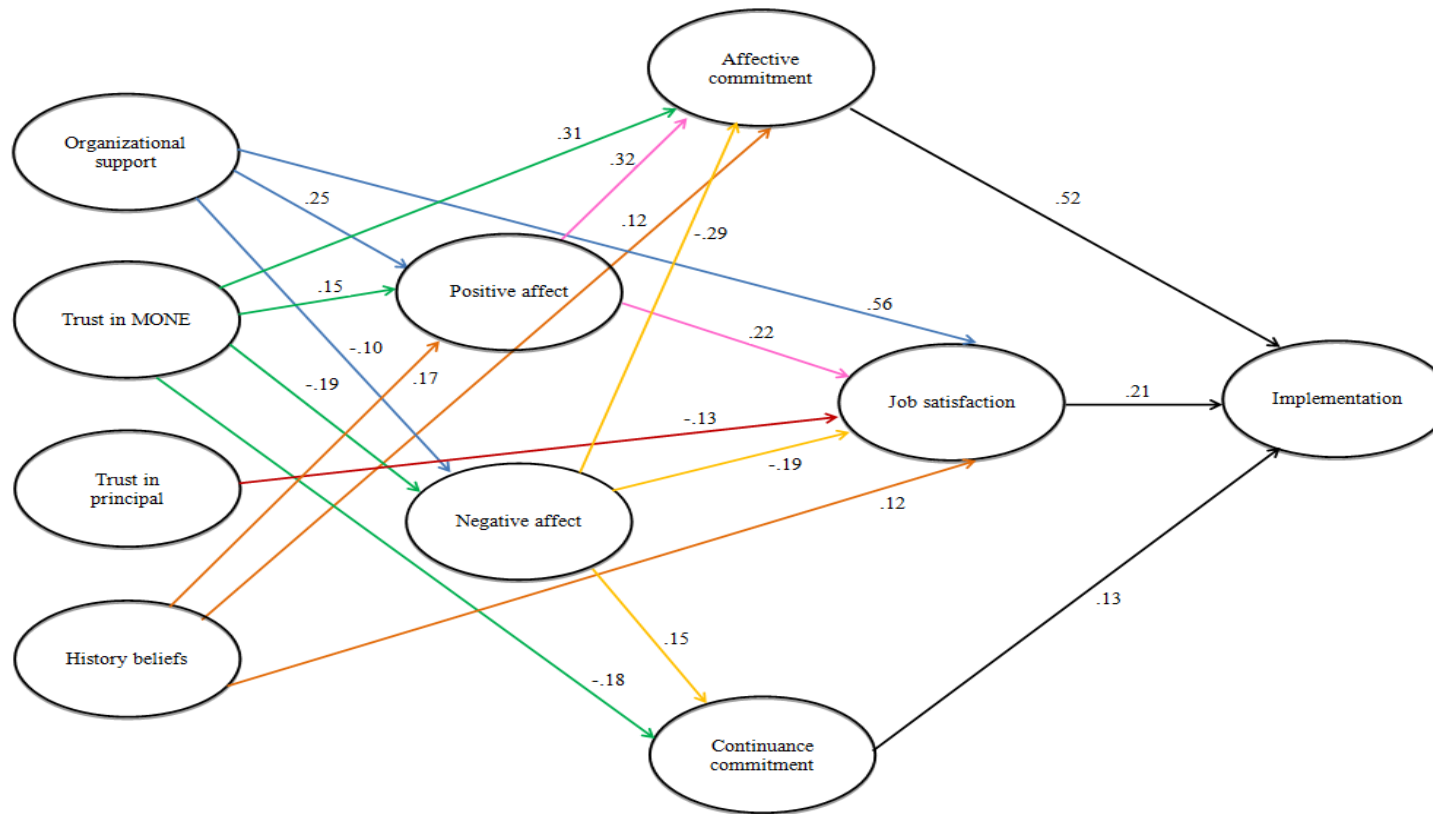 Affective
commitment
Organizational
support
.31
.32
.25
.12
.52
-.29
Positive affect
.15
Trust in MONE
.56
.22
-.10
-.19
.17
Job satisfaction
.21
Implementation
-.13
-.19
Trust in
principal
.12
Negative affect
.13
.15
History beliefs
-.18
Continuance
commitment